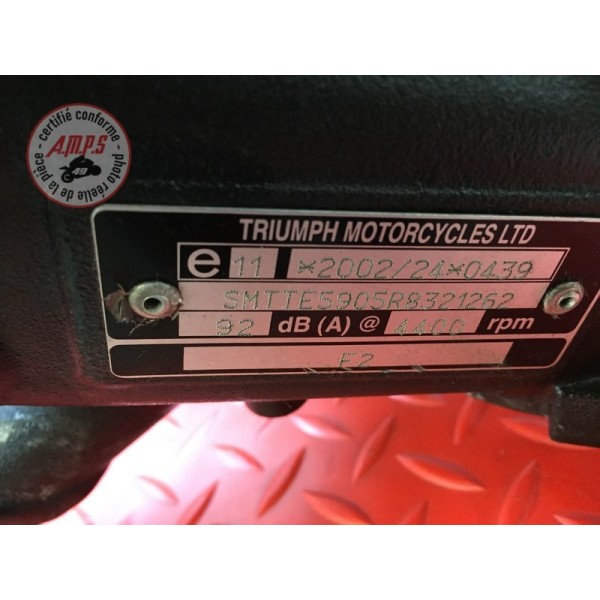 certifié conforme
A.M.P.S
49
photo réelle de la pièce
TRIUMPH MOTORCYCLES LTD
e 11 *2002/24*0439
SMTTE5905R8321262
92 dB (A) @ 4400 rpm
E2